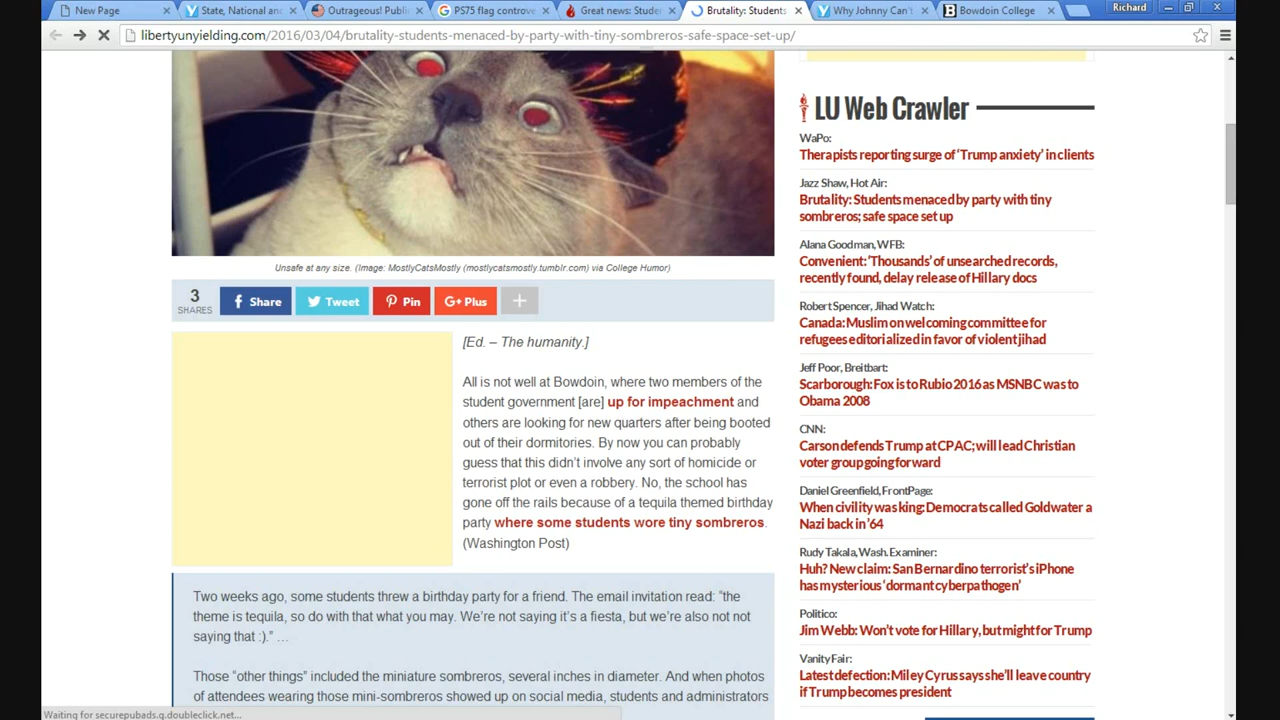 New Page
State, National and
Outrageous! Publi
PS75 flag controve
Great news: Stude
Brutality: Students
Why Johnny Can't
Bowdoin College
Richard
libertyunyielding.com/2016/03/04/brutality-students-menaced-by-party-with-tiny-sombreros-safe-space-set-up/
Unsafe at any size. (Image: MostlyCatsMostly (mostlycatsmostly.tumblr.com) via College Humor)
3
SHARES
Share
Tweet
Pin
G+ Plus
[Ed. – The humanity.]
All is not well at Bowdoin, where two members of the
student government [are] up for impeachment and
others are looking for new quarters after being booted
out of their dormitories. By now you can probably
guess that this didn't involve any sort of homicide or
terrorist plot or even a robbery. No, the school has
gone off the rails because of a tequila themed birthday
party where some students wore tiny sombreros.
(Washington Post)
Two weeks ago, some students threw a birthday party for a friend. The email invitation read: "the
theme is tequila, so do with that what you may. We're not saying it's a fiesta, but we're also not not
saying that :)." …
Those "other things" included the miniature sombreros, several inches in diameter. And when photos
of attendees wearing those mini-sombreros showed up on social media, students and administrators
LU Web Crawler
WaPo:
Therapists reporting surge of 'Trump anxiety' in clients
Jazz Shaw, Hot Air:
Brutality: Students menaced by party with tiny
sombreros; safe space set up
Alana Goodman, WFB:
Convenient: 'Thousands' of unsearched records,
recently found, delay release of Hillary docs
Robert Spencer, Jihad Watch:
Canada: Muslim on welcoming committee for
refugees editorialized in favor of violent jihad
Jeff Poor, Breitbart:
Scarborough: Fox is to Rubio 2016 as MSNBC was to
Obama 2008
CNN:
Carson defends Trump at CPAC; will lead Christian
voter group going forward
Daniel Greenfield, FrontPage:
When civility was king: Democrats called Goldwater a
Nazi back in '64
Rudy Takala, Wash. Examiner:
Huh? New claim: San Bernardino terrorist's iPhone
has mysterious 'dormant cyber pathogen'
Politico:
Jim Webb: Won't vote for Hillary, but might for Trump
Vanity Fair:
Latest defection: Miley Cyrus says she'll leave country
if Trump becomes president
Waiting for securepubads.g.doubleclick.net...